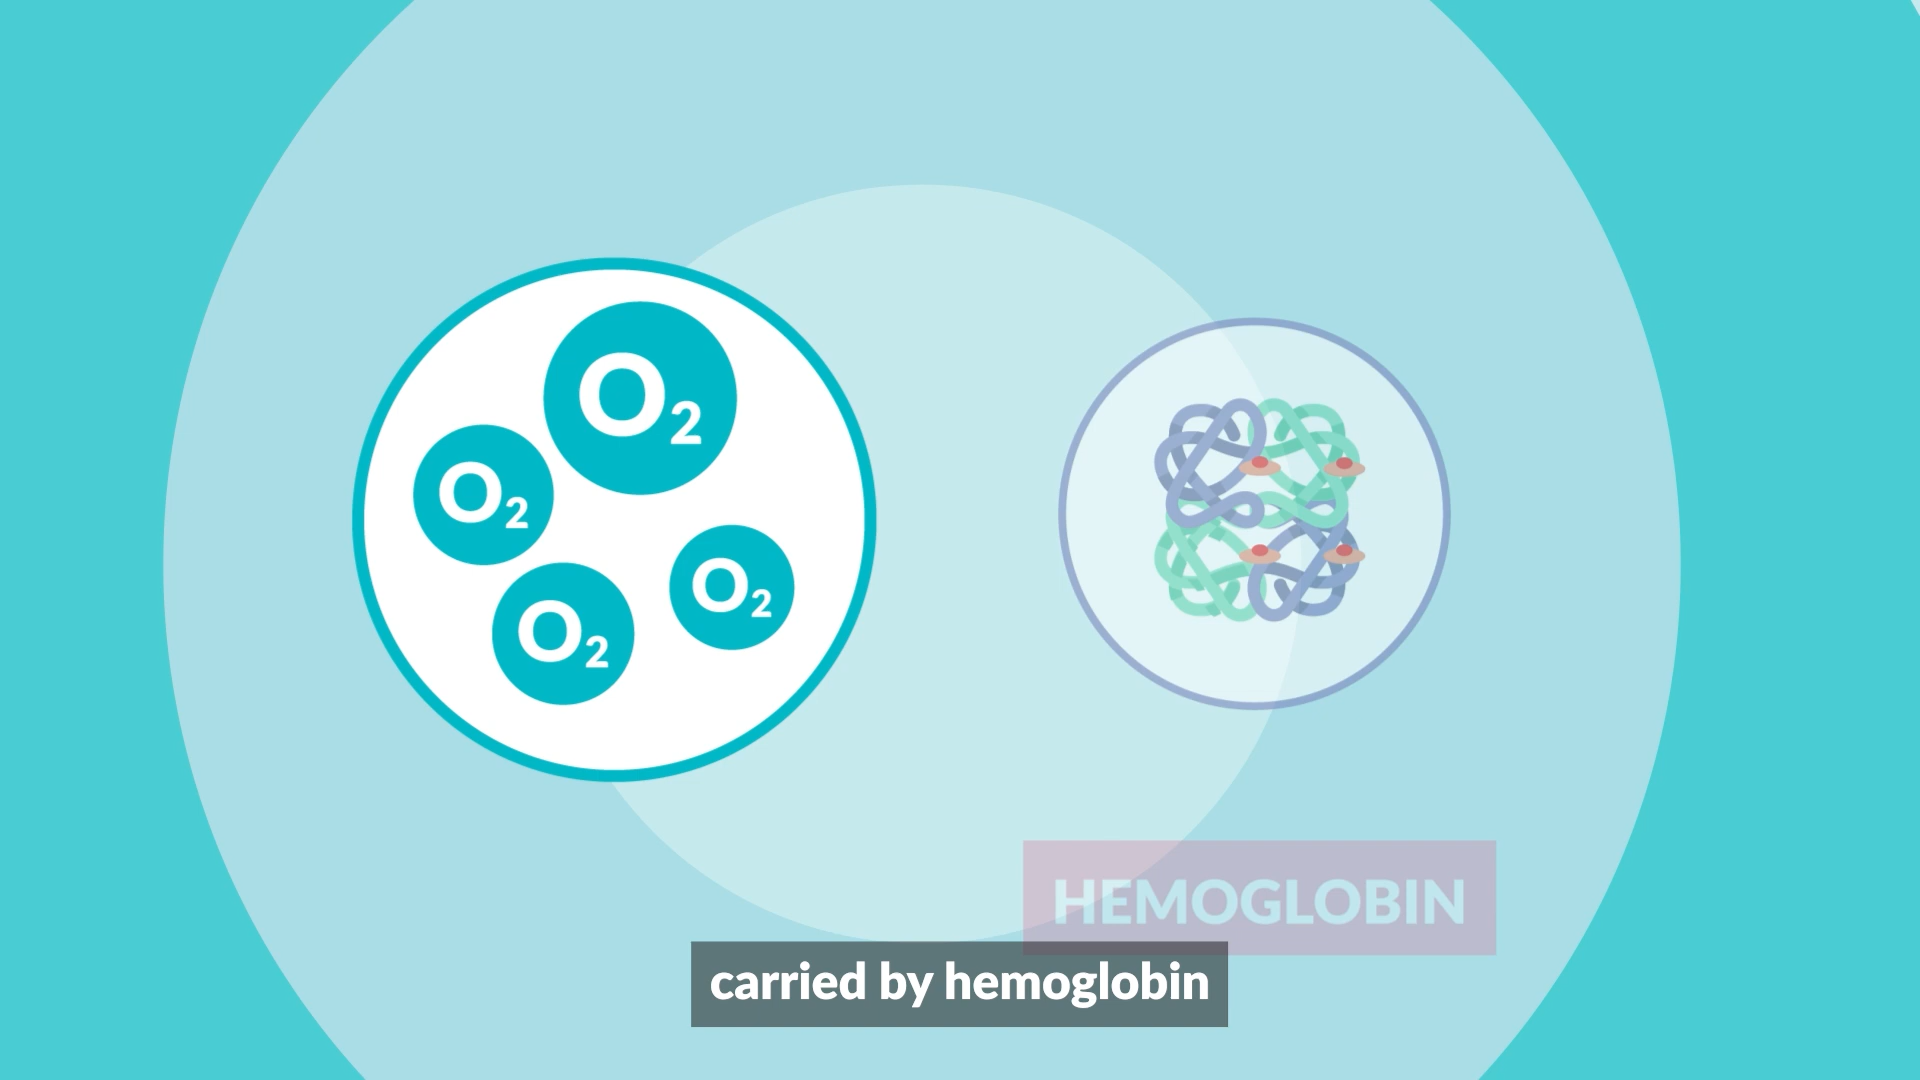 O₂
O₂
O₂
O₂
HEMOGLOBIN
carried by hemoglobin